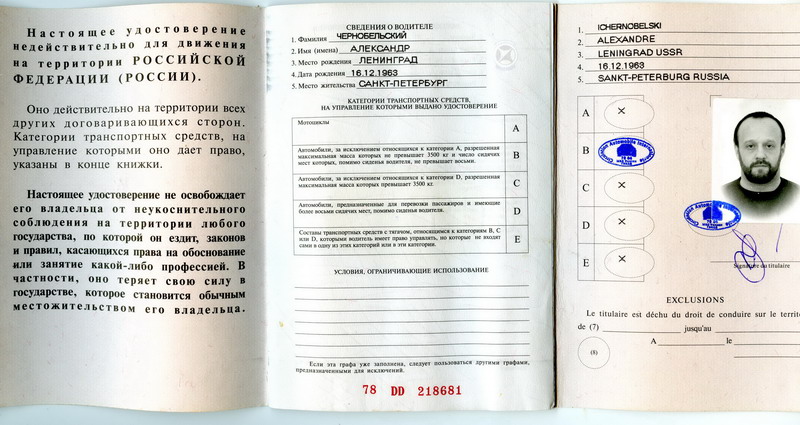 Настоящее удостоверение
недействительно для движения
на территории РОССИЙСКОЙ
ФЕДЕРАЦИИ (РОССИИ).
Оно действительно на территории всех
других договаривающихся сторон.
Категории транспортных средств, на
управление которыми оно дает право,
указаны в конце книжки.
Настоящее удостоверение не освобождает
его владельца от неукоснительного
соблюдения на территории любого
государства, по которой он ездит, законов
и правил, касающихся права на обоснование
или занятие какой-либо профессией. В
частности, оно теряет свою силу в
государстве, которое становится обычным
местожительством его владельца.
СВЕДЕНИЯ О ВОДИТЕЛЕ
1. Фамилия ЧЕРНОБЕЛЬСКИЙ
2. Имя (имена) АЛЕКСАНДР
3. Место рождения ЛЕНИНГРАД
4. Дата рождения 16.12.1963
5. Место жительства САНКТ-ПЕТЕРБУРГ
КАТЕГОРИИ ТРАНСПОРТНЫХ СРЕДСТВ,
НА УПРАВЛЕНИЕ КОТОРЫМИ ВЫДАНО УДОСТОВЕРЕНИЕ
Мотоциклы A
Автомобили, за исключением относящихся к категории A, разрешенная
максимальная масса которых не превышает 3500 кг и число сидячих
мест которых, помимо сиденья водителя, не превышает восьми. B
Автомобили, за исключением относящихся к категории D, разрешенная
максимальная масса которых превышает 3500 кг. C
Автомобили, предназначенные для перевозки пассажиров и имеющие
более восьми сидячих мест, помимо сиденья водителя. D
Составы транспортных средств с тягачом, относящимся к категориям B, C
или D, которыми водитель имеет право управлять, но которые не входят
сами в одну из этих категорий или в эти категории. E
УСЛОВИЯ, ОГРАНИЧИВАЮЩИЕ ИСПОЛЬЗОВАНИЕ
Если эта графа уже заполнена, следует пользоваться другими графами,
предназначенными для исключений.
78 DD 218681
1. ICHERNOBELSKI
2. ALEXANDRE
3. LENINGRAD USSR
4. 16.12.1963
5. SANKT-PETERBURG RUSSIA
A ×
B
C ×
D ×
E ×
Signature du titulaire
EXCLUSIONS
Le titulaire est déchu du droit de conduire sur le territ
de (7) jusqu'au
A le
(8)